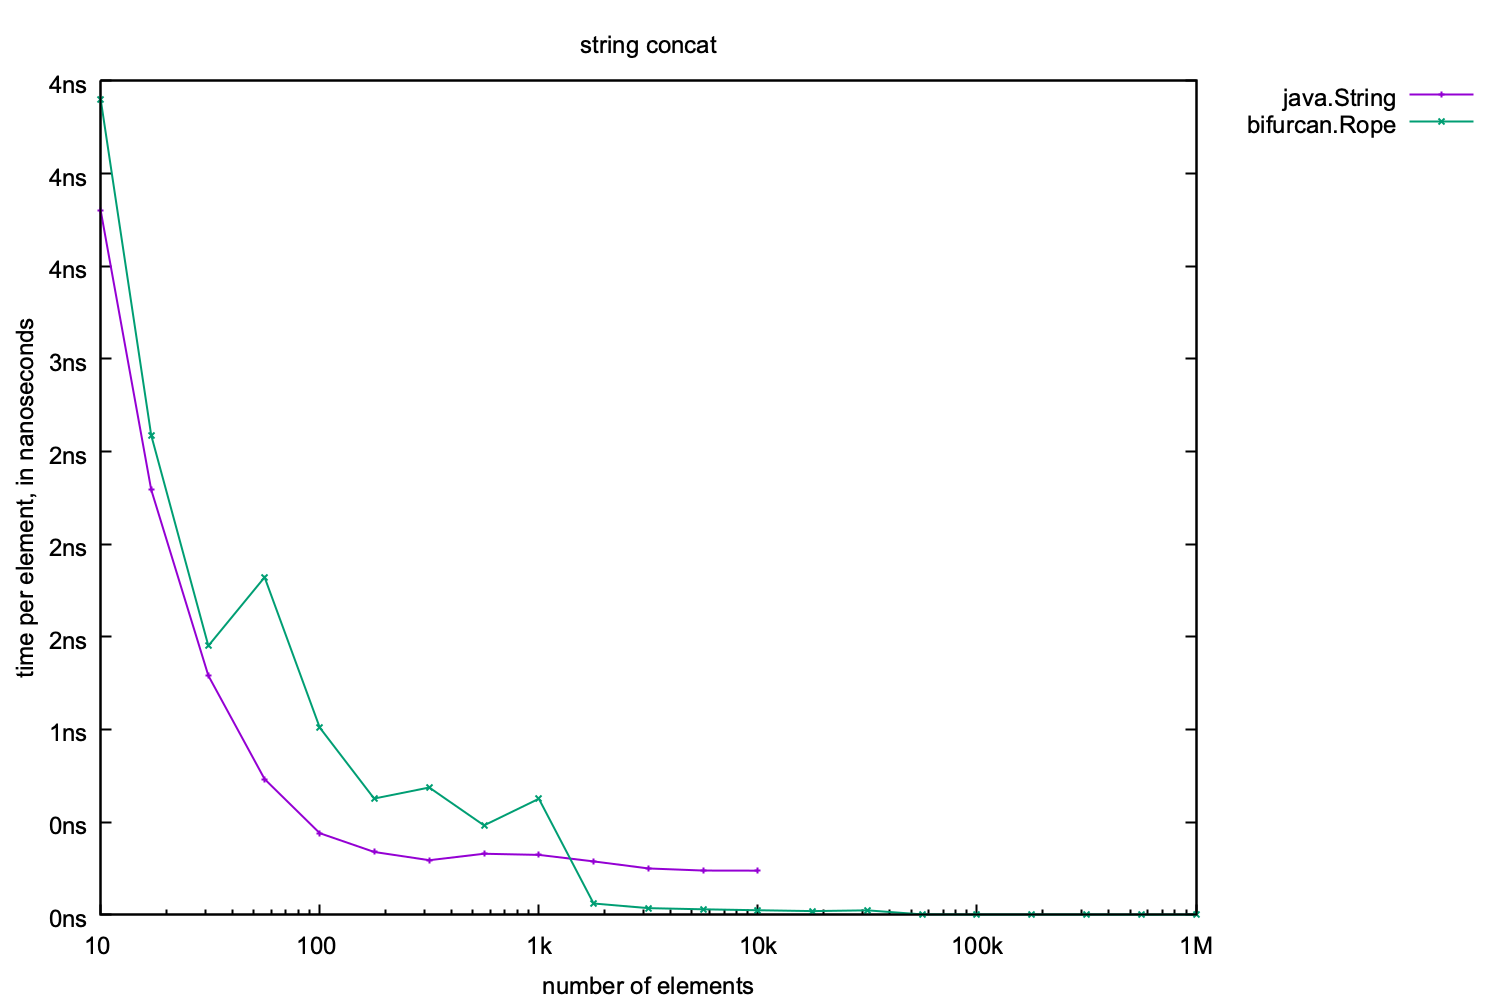 string concat
java.String
bifurcan.Rope
4ns
4ns
4ns
3ns
2ns
2ns
2ns
1ns
0ns
0ns
time per element, in nanoseconds
10
100
1k
10k
100k
1M
number of elements